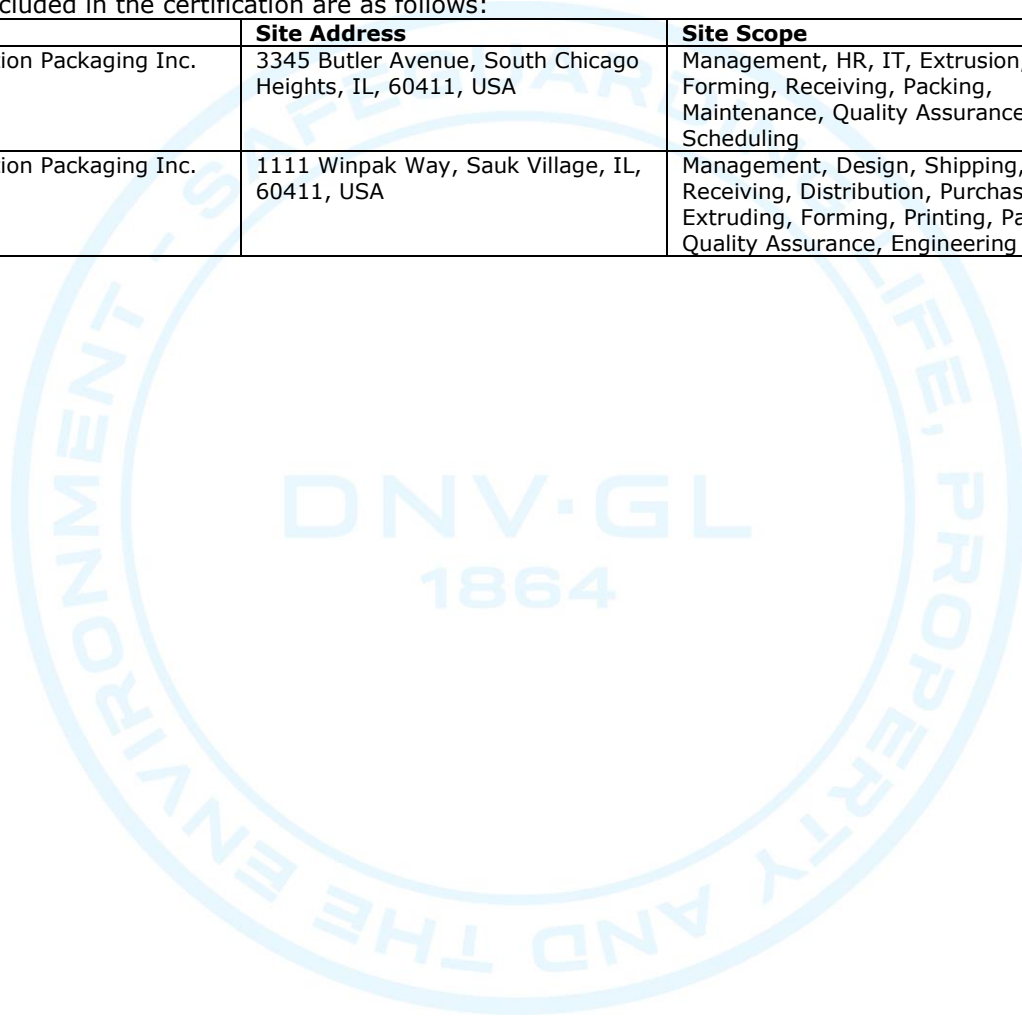 cluded in the certification are as follows:
Site Address
Site Scope
ion Packaging Inc.
3345 Butler Avenue, South Chicago
Heights, IL, 60411, USA
Management, HR, IT, Extrusion,
Forming, Receiving, Packing,
Maintenance, Quality Assurance
Scheduling
ion Packaging Inc.
1111 Winpak Way, Sauk Village, IL,
60411, USA
Management, Design, Shipping,
Receiving, Distribution, Purchas
Extruding, Forming, Printing, Pa
Quality Assurance, Engineering
SAFEGUARDING LIFE, PROPERTY AND THE ENVIRONMENT -
DNV·GL
1864